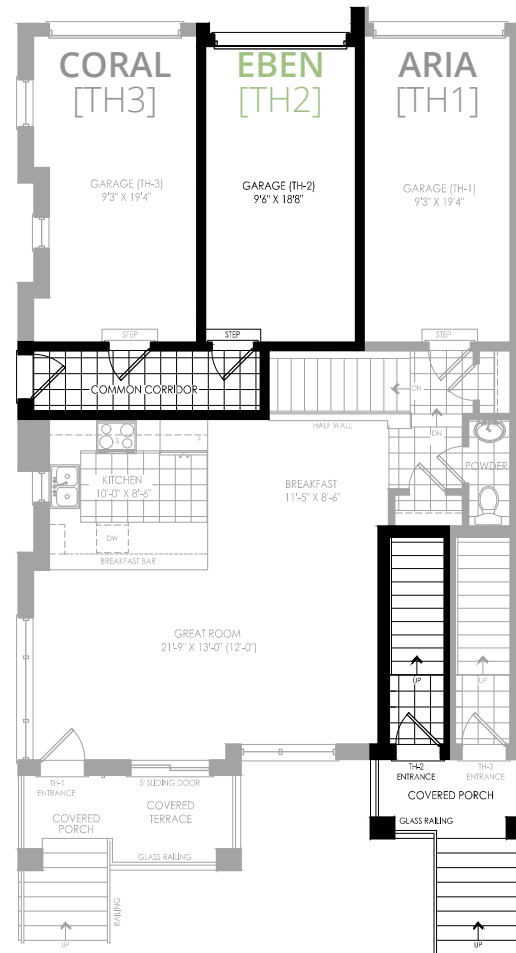 CORAL
[TH3]
EBEN
[TH2]
ARIA
[TH1]
GARAGE (TH-3)
9'3" X 19'4"
GARAGE (TH-2)
9'6" X 18'8"
GARAGE (TH-1)
9'3" X 19'4"
STEP
STEP
STEP
COMMON CORRIDOR
DN
DN
HALF WALL
S
F
KITCHEN
10'-0" X 8'-6"
BREAKFAST
11'-5" X 8'-6"
POWDER
DW
BREAKFAST BAR
GREAT ROOM
21'-9" X 13'-0" (12'-0")
UP
UP
TH-1
ENTRANCE
5' SLIDING DOOR
TH-2
ENTRANCE
TH-3
ENTRANCE
COVERED
PORCH
COVERED
TERRACE
COVERED PORCH
GLASS RAILING
GLASS RAILING
RAILING
UP
UP